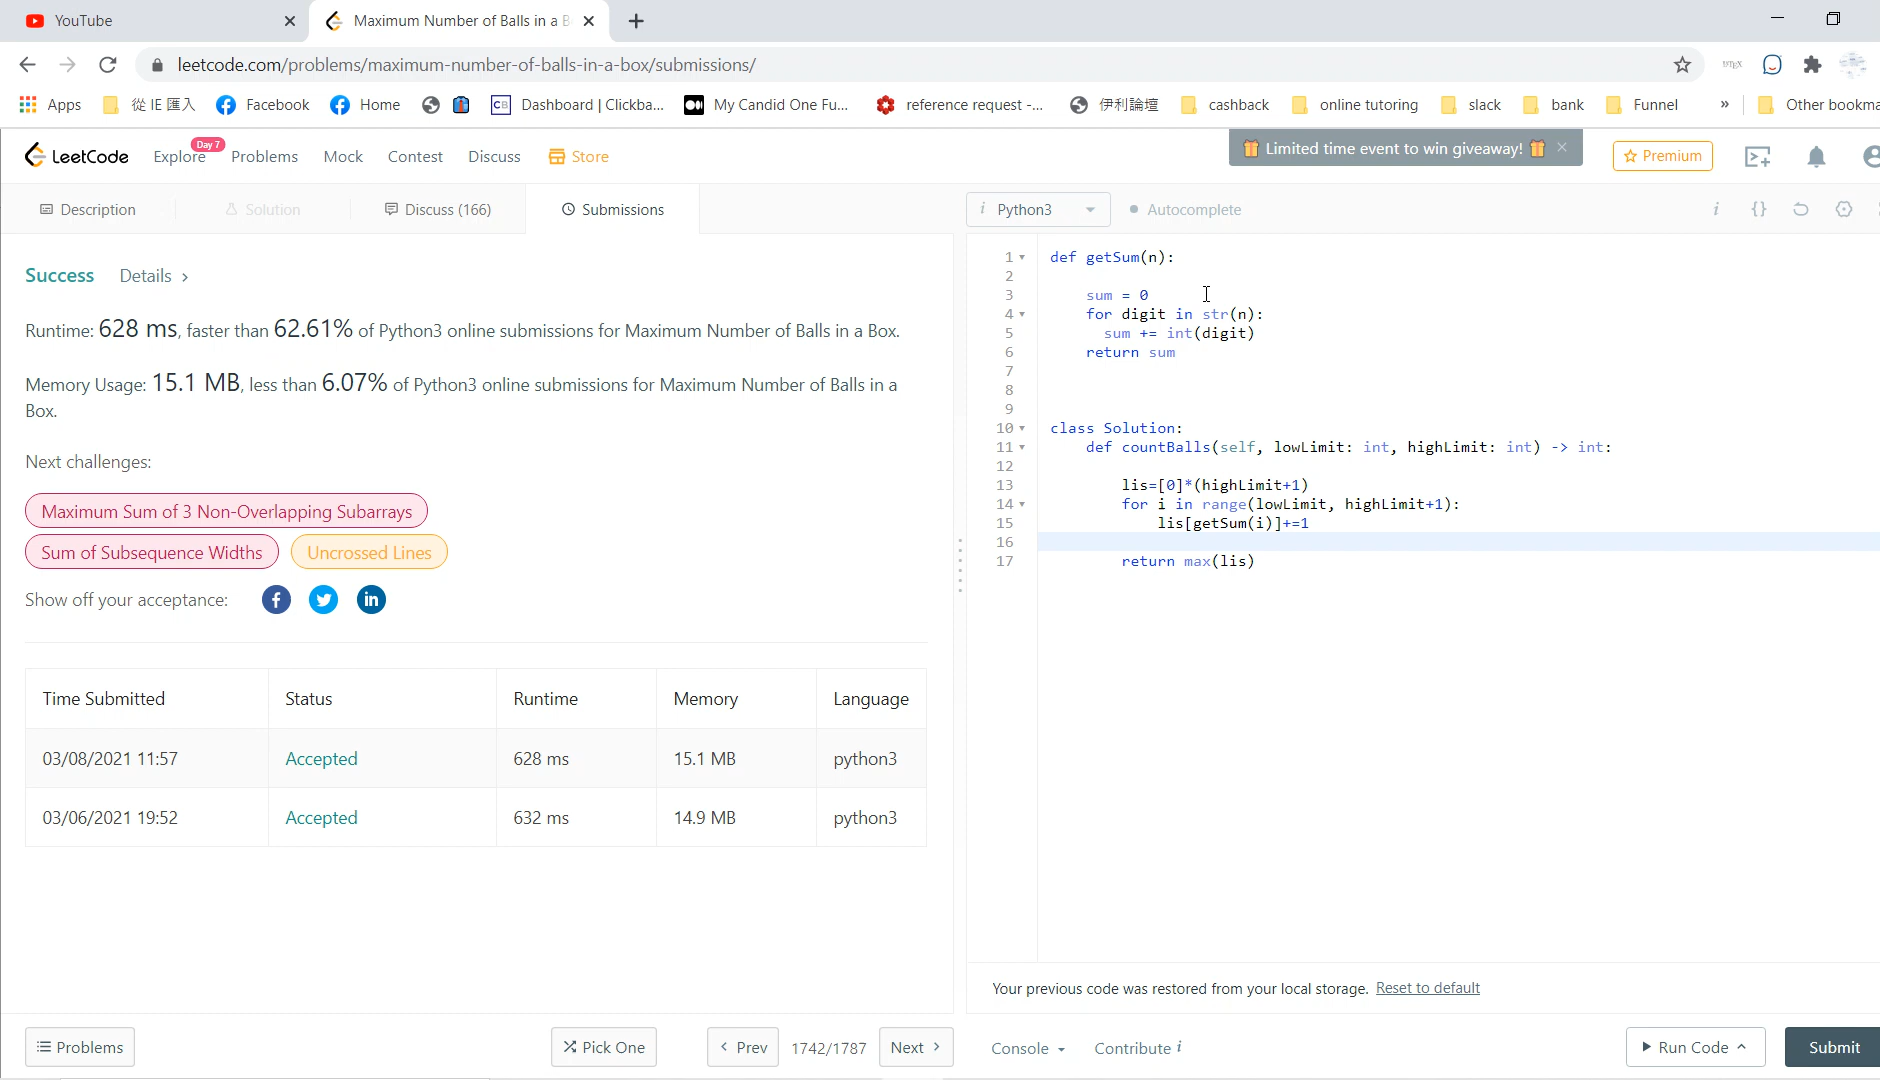 YouTube
Maximum Number of Balls in a B
leetcode.com/problems/maximum-number-of-balls-in-a-box/submissions/
Apps
從 IE 匯入
Facebook
Home
CB Dashboard | Clickba...
My Candid One Fu...
reference request -...
伊利論壇
cashback
online tutoring
slack
bank
Funnel
»
Other bookma
LeetCode
Explore
Day 7
Problems
Mock
Contest
Discuss
Store
Limited time event to win giveaway!
Premium
Description
Solution
Discuss (166)
Submissions
i Python3
Autocomplete
i {}
Success
Details >
Runtime: 628 ms, faster than 62.61% of Python3 online submissions for Maximum Number of Balls in a Box.
Memory Usage: 15.1 MB, less than 6.07% of Python3 online submissions for Maximum Number of Balls in a
Box.
Next challenges:
Maximum Sum of 3 Non-Overlapping Subarrays
Sum of Subsequence Widths
Uncrossed Lines
Show off your acceptance:
Time Submitted Status Runtime Memory Language
03/08/2021 11:57 Accepted 628 ms 15.1 MB python3
03/06/2021 19:52 Accepted 632 ms 14.9 MB python3
1 def getSum(n):
2
3 sum = 0
4 for digit in str(n):
5 sum += int(digit)
6 return sum
7
8
9
10 class Solution:
11 def countBalls(self, lowLimit: int, highLimit: int) -> int:
12
13 lis=[0]*(highLimit+1)
14 for i in range(lowLimit, highLimit+1):
15 lis[getSum(i)]+=1
16
17 return max(lis)
Your previous code was restored from your local storage. Reset to default
Problems
Pick One
< Prev
1742/1787
Next >
Console
Contribute i
Run Code
Submit